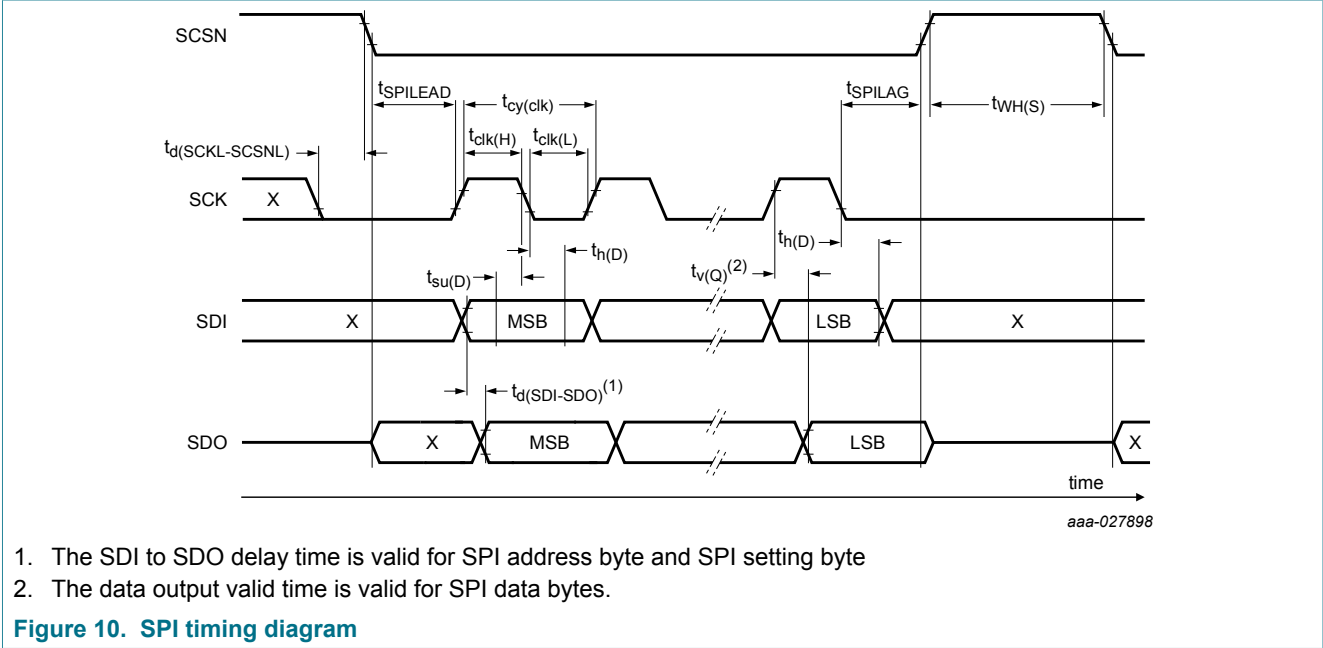 SCSN
tSPILEAD
tcy(clk)
tSPILAG
tWH(S)
tclk(H)
tclk(L)
td(SCKL-SCSNL)
SCK
X
th(D)
th(D)
tsu(D)
tv(Q)(2)
SDI
X
MSB
LSB
X
td(SDI-SDO)(1)
SDO
X
MSB
LSB
X
time
aaa-027898
1. The SDI to SDO delay time is valid for SPI address byte and SPI setting byte
2. The data output valid time is valid for SPI data bytes.
Figure 10. SPI timing diagram